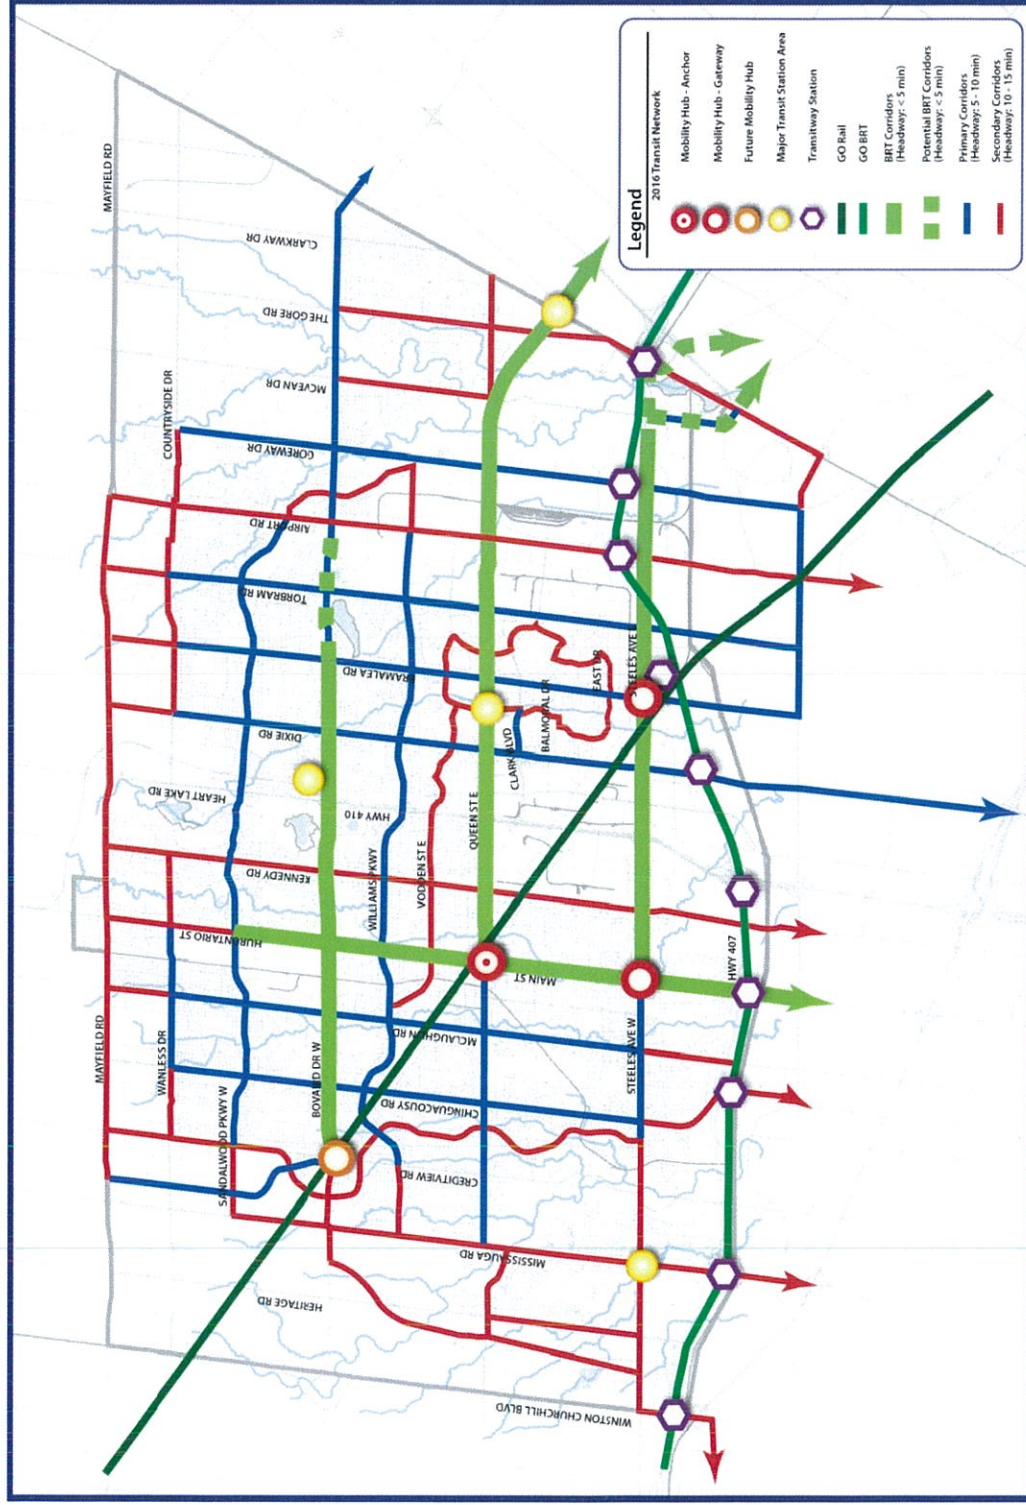 MAYFIELD RD
CLARKWAY DR
THE GORE RD
MCVEAN DR
COUNTRYSIDE DR
GOREWAY DR
AIRPORT RD
TORBRAM RD
BRAMALEA RD
DIXIE RD
HEART LAKE RD
HWY 410
KENNEDY RD
WILLIAMS PKWY
VODDEN ST E
QUEEN ST E
CLARK BLVD
BALMORAL DR
EAST DR
STEELES AVE E
HURONTARIO ST
MAIN ST
HWY 407
MAYFIELD RD
WANLESS DR
SANDALWOOD PKWY W
BOVAIRD DR W
MCLAUGHLIN RD
CHINGUACOUSY RD
CREDITVIEW RD
STEELES AVE W
MISSISSAUGA RD
HERITAGE RD
WINSTON CHURCHILL BLVD
Legend
2016 Transit Network
Mobility Hub - Anchor
Mobility Hub - Gateway
Future Mobility Hub
Major Transit Station Area
Transitway Station
GO Rail
GO BRT
BRT Corridors
(Headway: < 5 min)
Potential BRT Corridors
(Headway: < 5 min)
Primary Corridors
(Headway: 5 - 10 min)
Secondary Corridors
(Headway: 10 - 15 min)